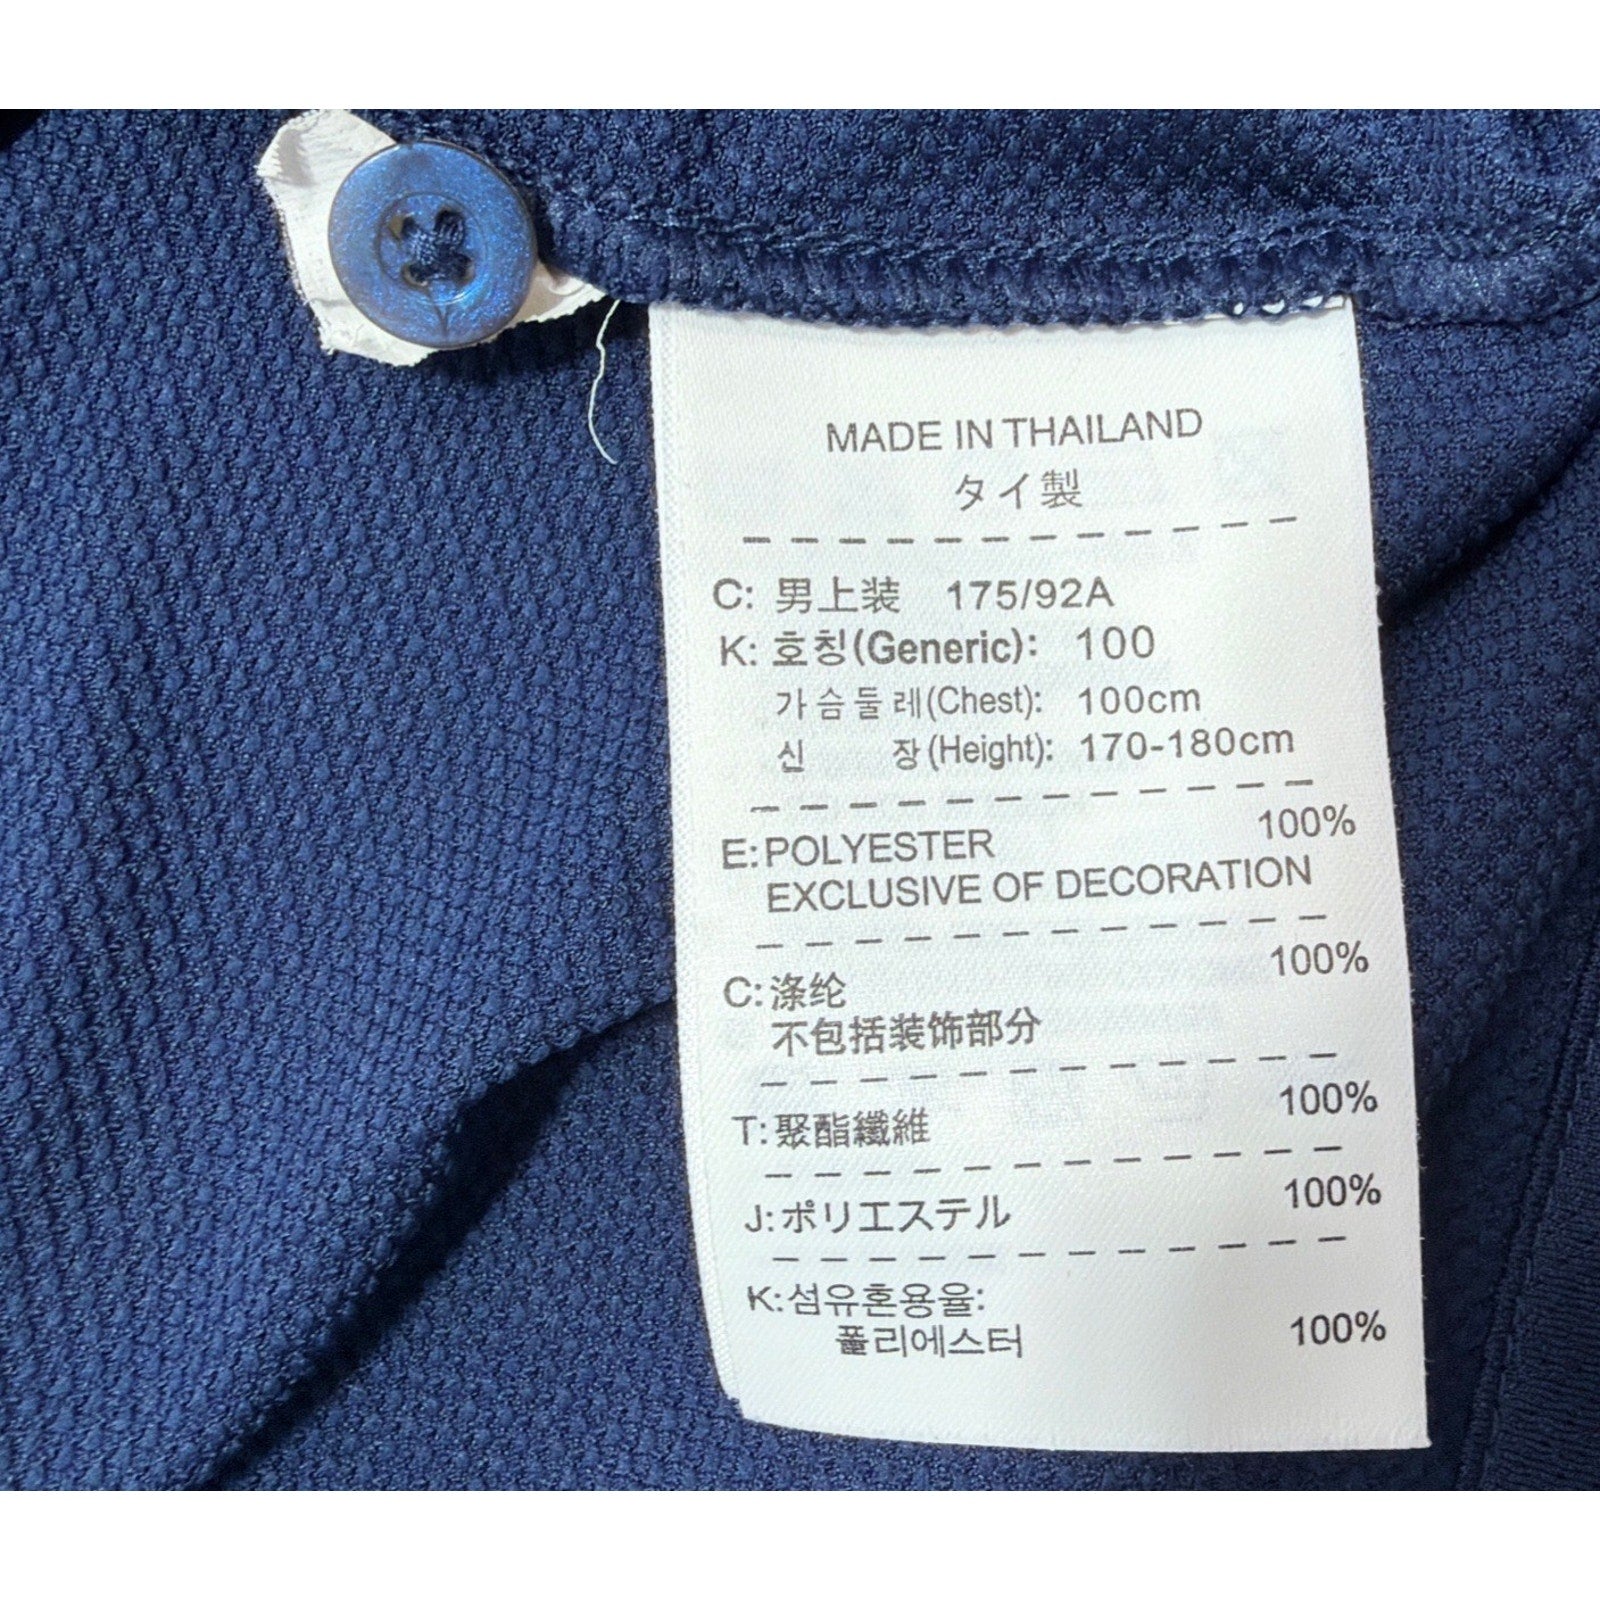 MADE IN THAILAND
タイ製
C: 男上装 175/92A
K: 호칭(Generic): 100
가슴둘레(Chest): 100cm
신 장(Height): 170-180cm
E: POLYESTER 100%
EXCLUSIVE OF DECORATION
C: 涤纶 100%
不包括装饰部分
T: 聚酯纖維 100%
J: ポリエステル 100%
K: 섬유혼용율:
폴리에스터 100%